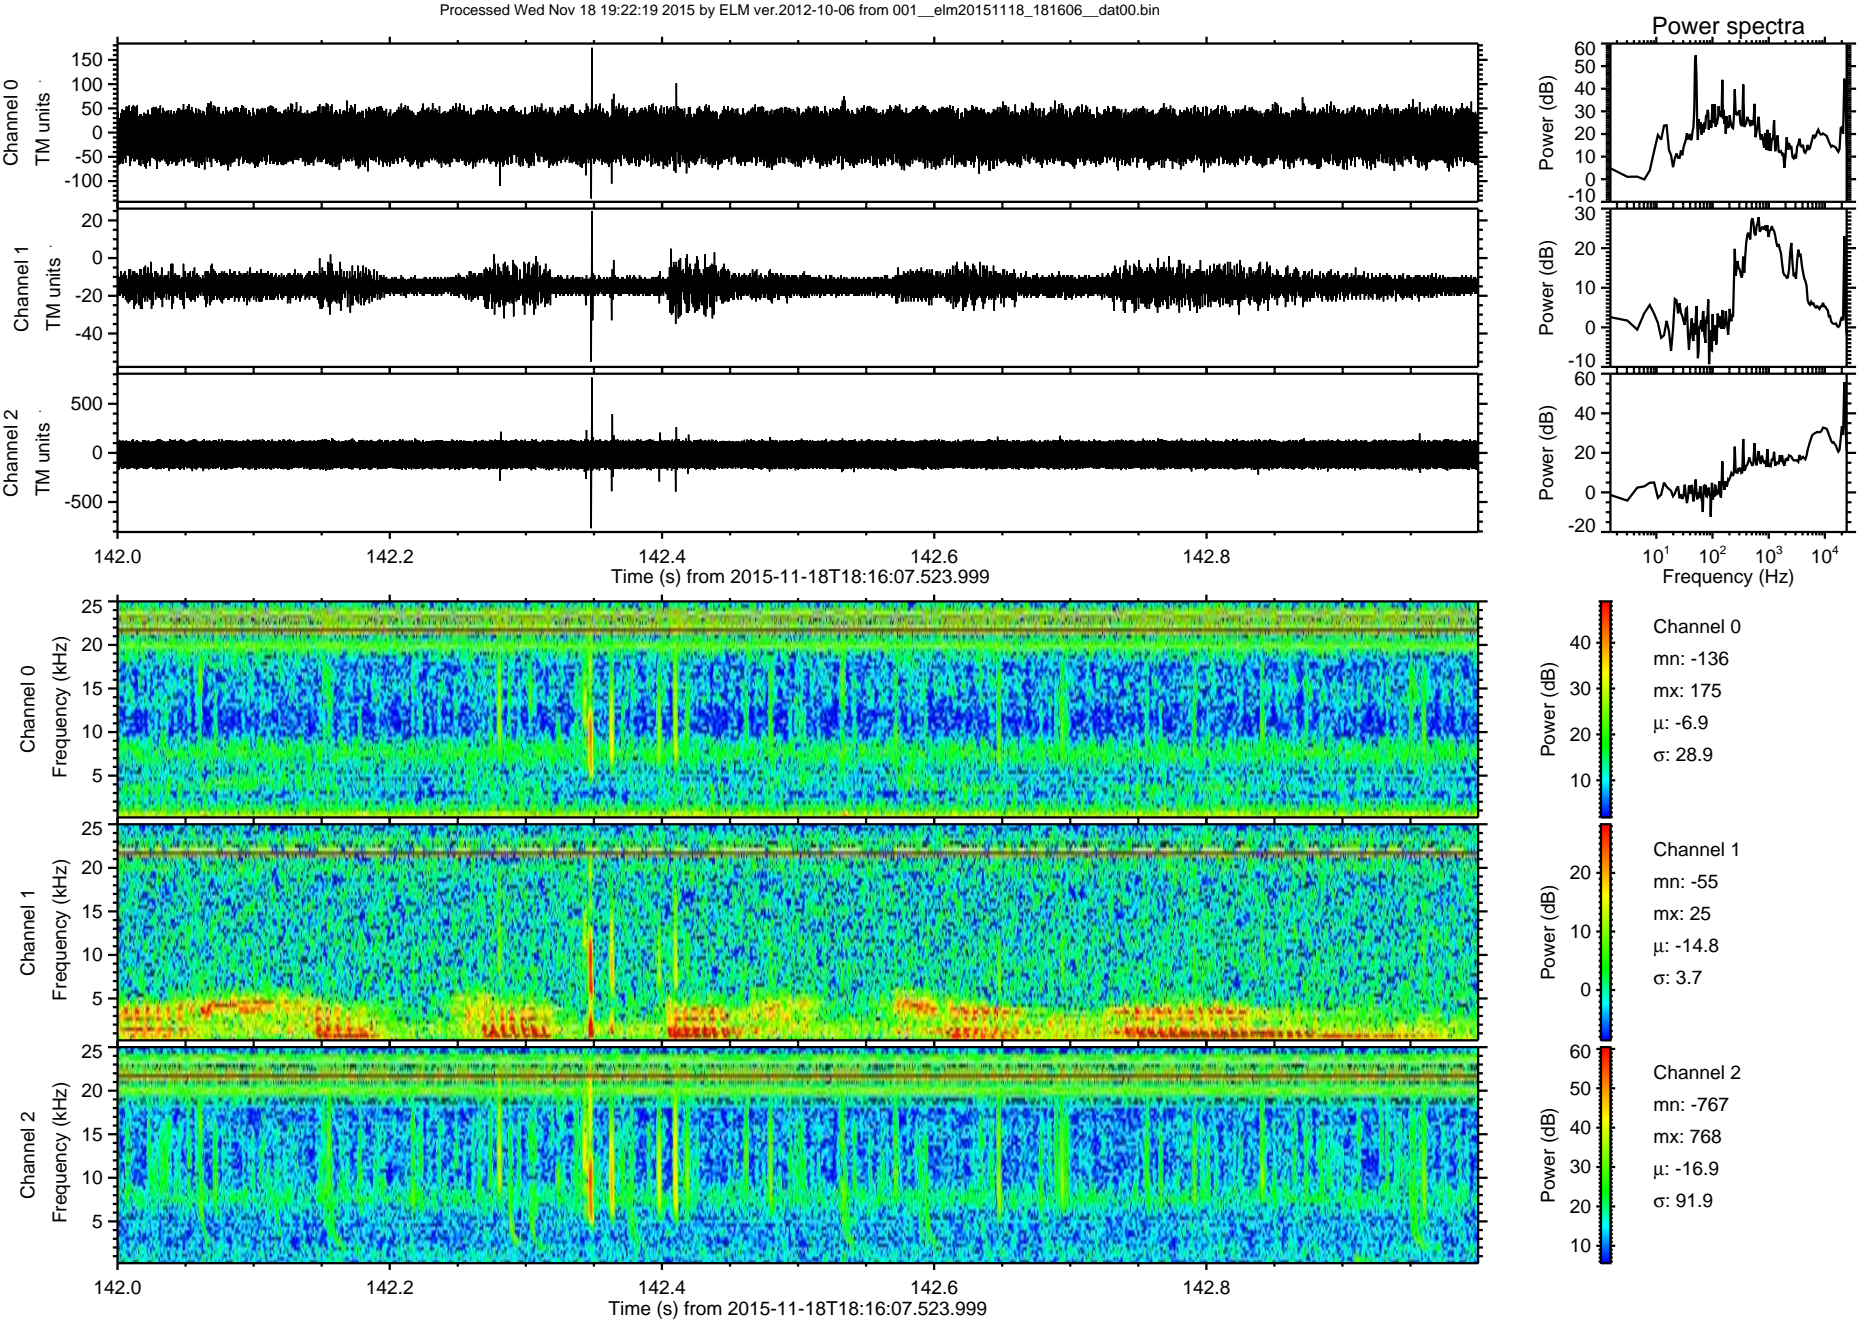 Processed Wed Nov 18 19:22:19 2015 by ELM ver.2012-10-06 from 001__elm20151118_181606__dat00.bin
Power spectra
Channel 0
TM units
150
100
50
0
-50
-100
Power (dB)
60
50
40
30
20
10
0
-10
Channel 1
TM units
20
0
-20
-40
Power (dB)
30
20
10
0
-10
Channel 2
TM units
500
0
-500
Power (dB)
60
40
20
0
-20
142.0 142.2 142.4 142.6 142.8
Time (s) from 2015-11-18T18:16:07.523.999
10¹ 10² 10³ 10⁴
Frequency (Hz)
Channel 0
Frequency (kHz)
25
20
15
10
5
Power (dB)
40
30
20
10
Channel 0
mn: -136
mx: 175
μ: -6.9
σ: 28.9
Channel 1
Frequency (kHz)
25
20
15
10
5
Power (dB)
20
10
0
Channel 1
mn: -55
mx: 25
μ: -14.8
σ: 3.7
Channel 2
Frequency (kHz)
25
20
15
10
5
Power (dB)
60
50
40
30
20
10
Channel 2
mn: -767
mx: 768
μ: -16.9
σ: 91.9
142.0 142.2 142.4 142.6 142.8
Time (s) from 2015-11-18T18:16:07.523.999